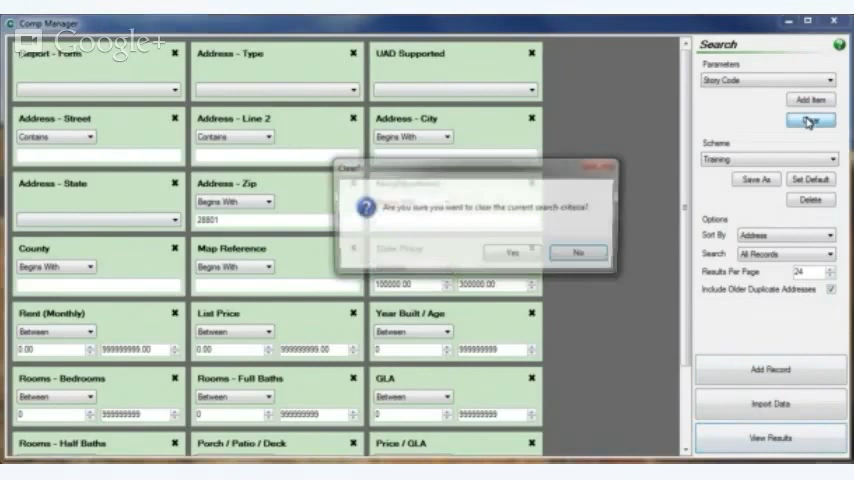 Comp Manager
Google+
Report - Form
Address - Type
UAD Supported
Address - Street
Address - Line 2
Address - City
Contains
Contains
Begins With
Address - State
Address - Zip
Begins With
28801
County
Map Reference
Begins With
Begins With
100000.00
300000.00
Rent (Monthly)
List Price
Year Built / Age
Between
Between
Between
0.00
999999999.00
0.00
999999999.00
0
999999999
Rooms - Bedrooms
Rooms - Full Baths
GLA
Between
Between
Between
0
999999999
0
999999999
0
999999999
Rooms - Half Baths
Porch / Patio / Deck
Price / GLA
Clear?
Are you sure you want to clear the current search criteria?
Yes
No
Search
Parameters
Story Code
Add Item
Clear
Scheme
Training
Save As
Set Default
Delete
Options
Sort By
Address
Search
All Records
Results Per Page
24
Include Older Duplicate Addresses
Add Record
Import Data
View Results